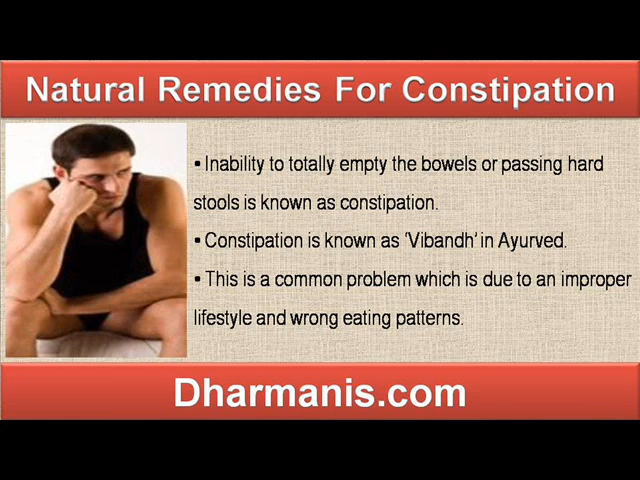 Natural Remedies For Constipation
• Inability to totally empty the bowels or passing hard
stools is known as constipation.
• Constipation is known as 'Vibandh' in Ayurved.
• This is a common problem which is due to an improper
lifestyle and wrong eating patterns.
Dharmanis.com